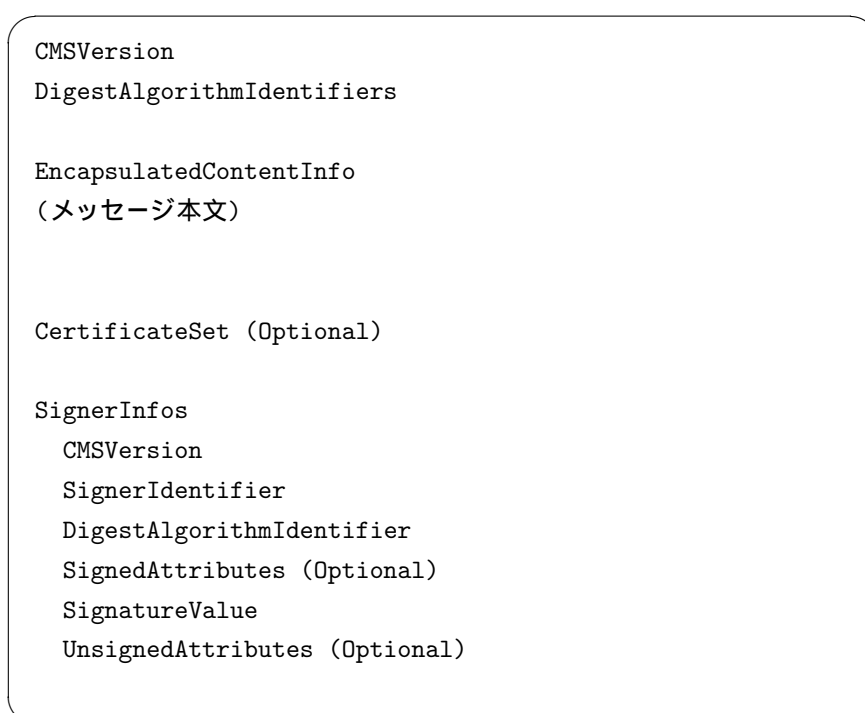 CMSVersion
DigestAlgorithmIdentifiers
EncapsulatedContentInfo
(メッセージ本文)
CertificateSet (Optional)
SignerInfos
CMSVersion
SignerIdentifier
DigestAlgorithmIdentifier
SignedAttributes (Optional)
SignatureValue
UnsignedAttributes (Optional)